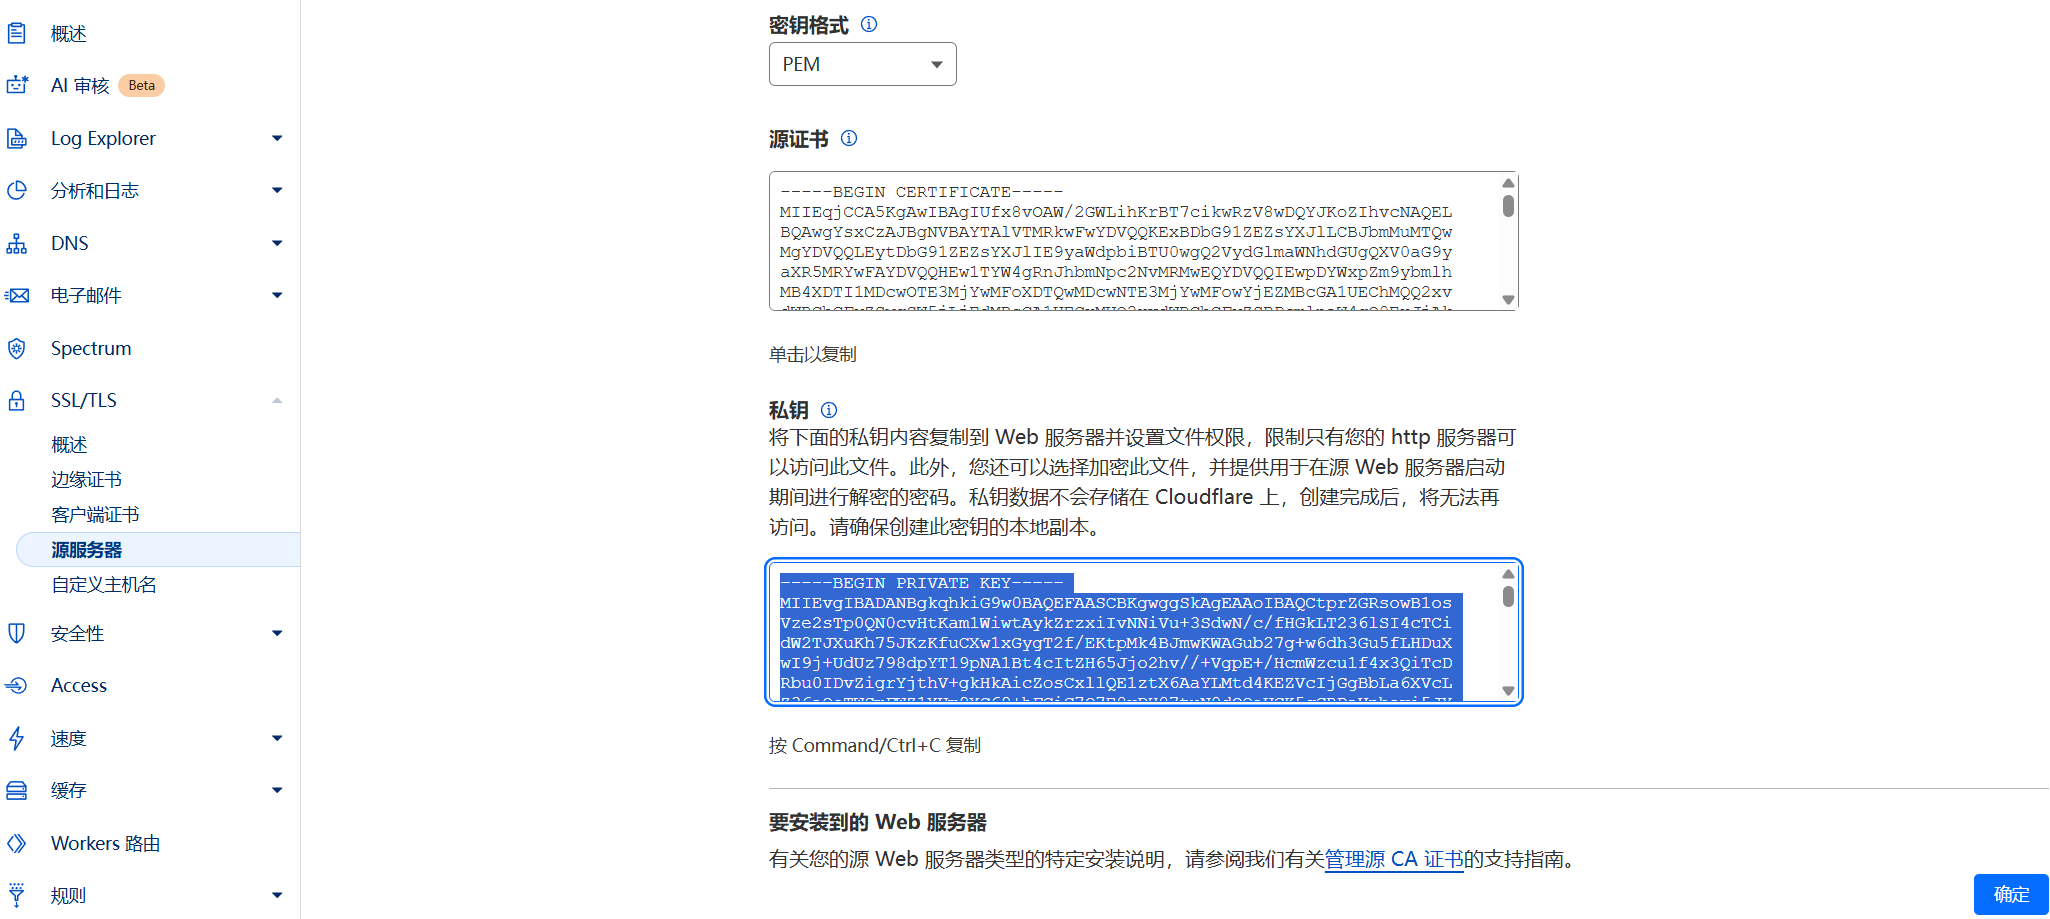 概述
AI 审核 Beta
Log Explorer
分析和日志
DNS
电子邮件
Spectrum
SSL/TLS
概述
边缘证书
客户端证书
源服务器
自定义主机名
安全性
Access
速度
缓存
Workers 路由
规则
密钥格式
PEM
源证书
-----BEGIN CERTIFICATE-----
MIIEqjCCA5KgAwIBAgIUfx8vOAW/2GWLihKrBT7cikwRzV8wDQYJKoZIhvcNAQEL
BQAwgYsxCzAJBgNVBAYTAlVTMRkwFwYDVQQKExBDbG91ZEZsYXJlLCBJbmMuMTQw
MgYDVQQLEytDbG91ZEZsYXJlIE9yaWdpbiBTU0wgQ2VydGlmaWNhdGUgQXV0aG9y
aXR5MRYwFAYDVQQHEw1TYW4gRnJhbmNpc2NvMRMwEQYDVQQIEwpDYWxpZm9ybmlh
MB4XDTI1MDcwOTE3MjYwMFoXDTQwMDcwNTE3MjYwMFowYjEZMBcGA1UEChMQQ2xv
单击以复制
私钥
将下面的私钥内容复制到 Web 服务器并设置文件权限，限制只有您的 http 服务器可
以访问此文件。此外，您还可以选择加密此文件，并提供用于在源 Web 服务器启动
期间进行解密的密码。私钥数据不会存储在 Cloudflare 上，创建完成后，将无法再
访问。请确保创建此密钥的本地副本。
-----BEGIN PRIVATE KEY-----
MIIEvgIBADANBgkqhkiG9w0BAQEFAASCBKgwggSkAgEAAoIBAQCtprZGRsowB1os
Vze2sTp0QN0cvHtKam1WiwtAykZrzxiIvNNiVu+3SdwN/c/fHGkLT236lSI4cTCi
dW2TJXuKh75JKzKfuCXw1xGygT2f/EKtpMk4BJmwKWAGub27g+w6dh3Gu5fLHDuX
wI9j+UdUz798dpYT19pNA1Bt4cItZH65Jjo2hv//+VgpE+/HcmWzcu1f4x3QiTcD
Rbu0IDvZigrYjthV+gkHkAicZosCxllQE1ztX6AaYLMtd4KEZVcIjGgBbLa6XVcL
按 Command/Ctrl+C 复制
要安装到的 Web 服务器
有关您的源 Web 服务器类型的特定安装说明，请参阅我们有关管理源 CA 证书的支持指南。
确定